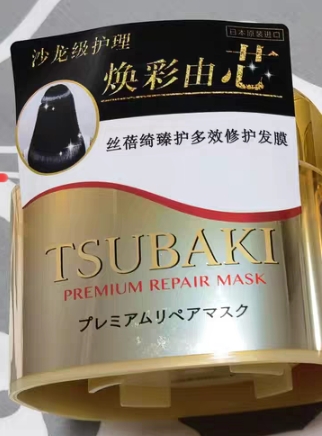 沙龙级护理
日本原装进口
焕彩由芯
丝蓓绮臻护多效修护发膜
TSUBAKI
PREMIUM REPAIR MASK
プレミアムリペアマスク